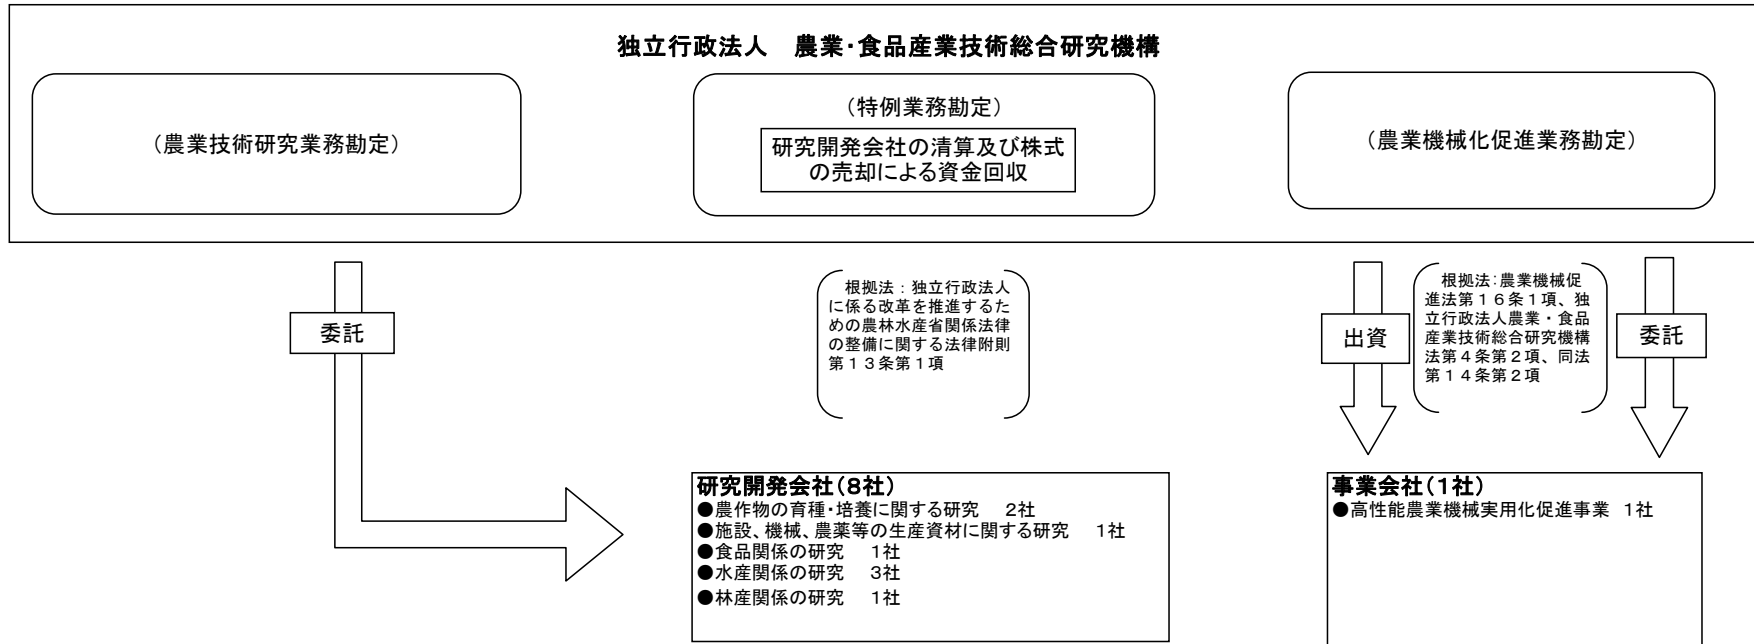 独立行政法人　農業・食品産業技術総合研究機構
（農業技術研究業務勘定）
（特例業務勘定）
研究開発会社の清算及び株式
の売却による資金回収
（農業機械化促進業務勘定）
委託
根拠法：独立行政法人
に係る改革を推進するた
めの農林水産省関係法律
の整備に関する法律附則
第１３条第１項
出資
根拠法：農業機械促
進法第１６条１項、独
立行政法人農業・食品
産業技術総合研究機構
法第４条第２項、同法
第１４条第２項
委託
研究開発会社（８社）
●農作物の育種・培養に関する研究　２社
●施設、機械、農薬等の生産資材に関する研究　１社
●食品関係の研究　１社
●水産関係の研究　３社
●林産関係の研究　１社
事業会社（１社）
●高性能農業機械実用化促進事業　１社